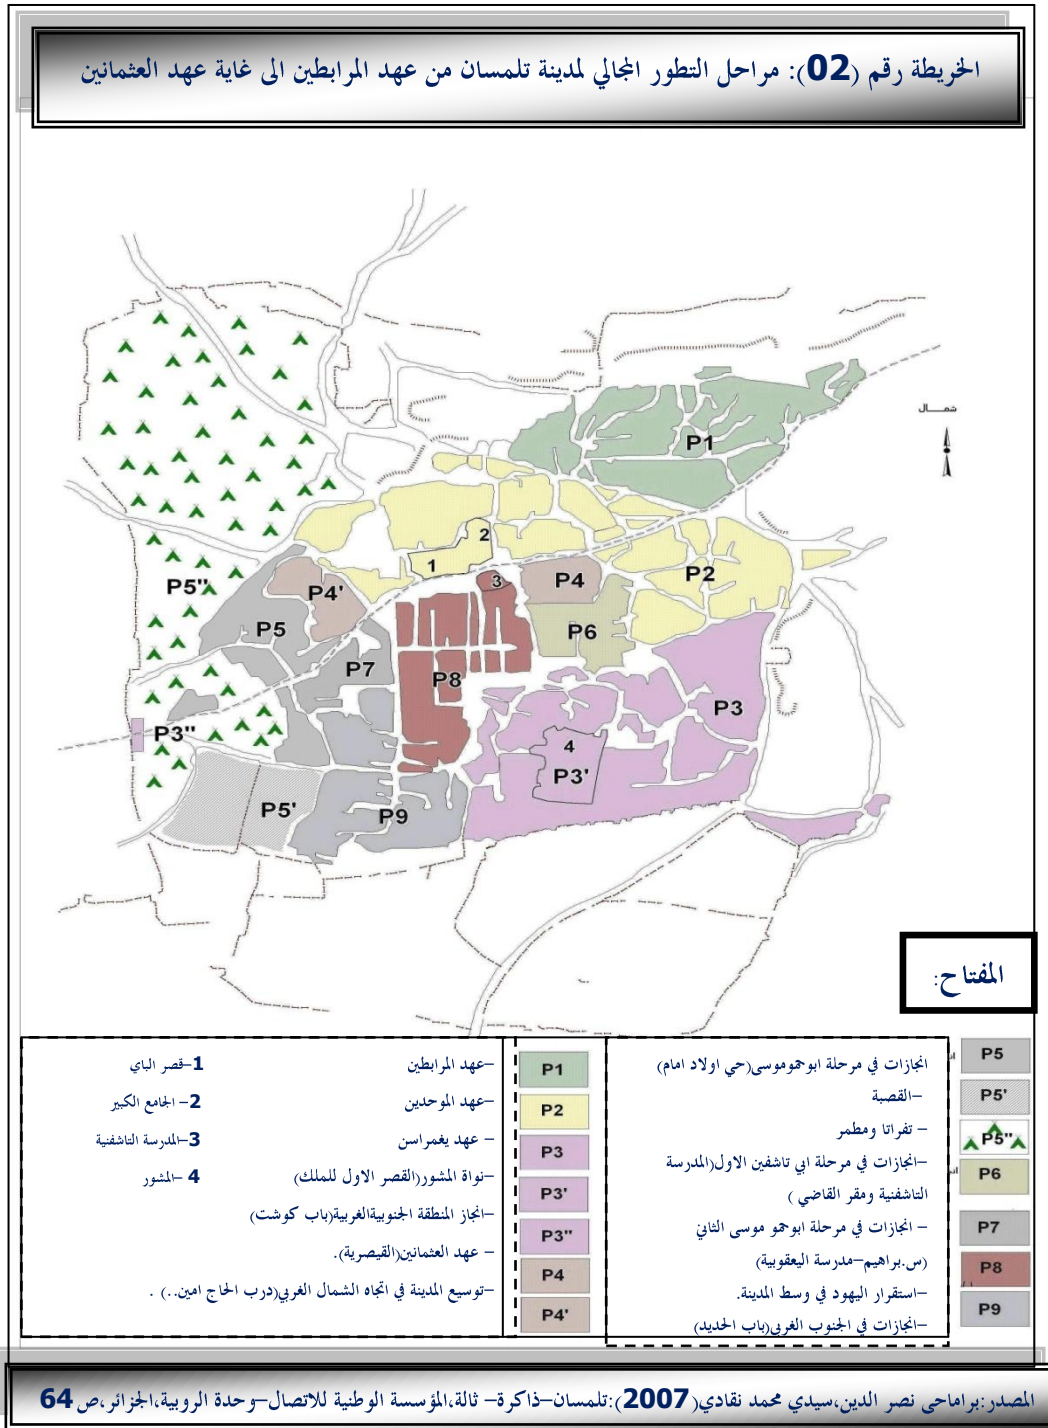 الخريطة رقم (02): مراحل التطور المجالي لمدينة تلمسان من عهد المرابطين الى غاية عهد العثمانين
شمــــال
P1
2
1
3
P4
P2
P5''
P4'
P5
P6
P7
P8
P3
P3''
4
P3'
P5'
P9
المفتاح:
P5
انجازات في مرحلة ابوحموموسى(حي اولاد امام)
P5'
–القصبة
P5''
– تفراتا ومطمر
P6
–انجازات في مرحلة ابي تاشفين الاول(المدرسة
التاشفنية ومقر القاضي )
P7
– انجازات في مرحلة ابوحمو موسى الثاني
(س.براهيم–مدرسة اليعقوبية)
P8
–استقرار اليهود في وسط المدينة.
P9
–انجازات في الجنوب الغربي(باب الحديد)
P1
–عهد المرابطين
P2
–عهد الموحدين
P3
– عهد يغمراسن
P3'
–نواة المشور(القصر الاول للملك)
P3''
–انجاز المنطقة الجنوبيةالغربية(باب كوشت)
P4
– عهد العثمانين(القيصرية).
P4'
–توسيع المدينة في اتجاه الشمال الغربي(درب الحاج امين..) .
1–قصر الباي
2– الجامع الكبير
3–المدرسة التاشفنية
4 –المشور
المصدر:براماحى نصر الدين،سيدي محمد نقادي(2007):تلمسان–ذاكرة– ثالة،المؤسسة الوطنية للاتصال–وحدة الروبية،الجزائر،ص64